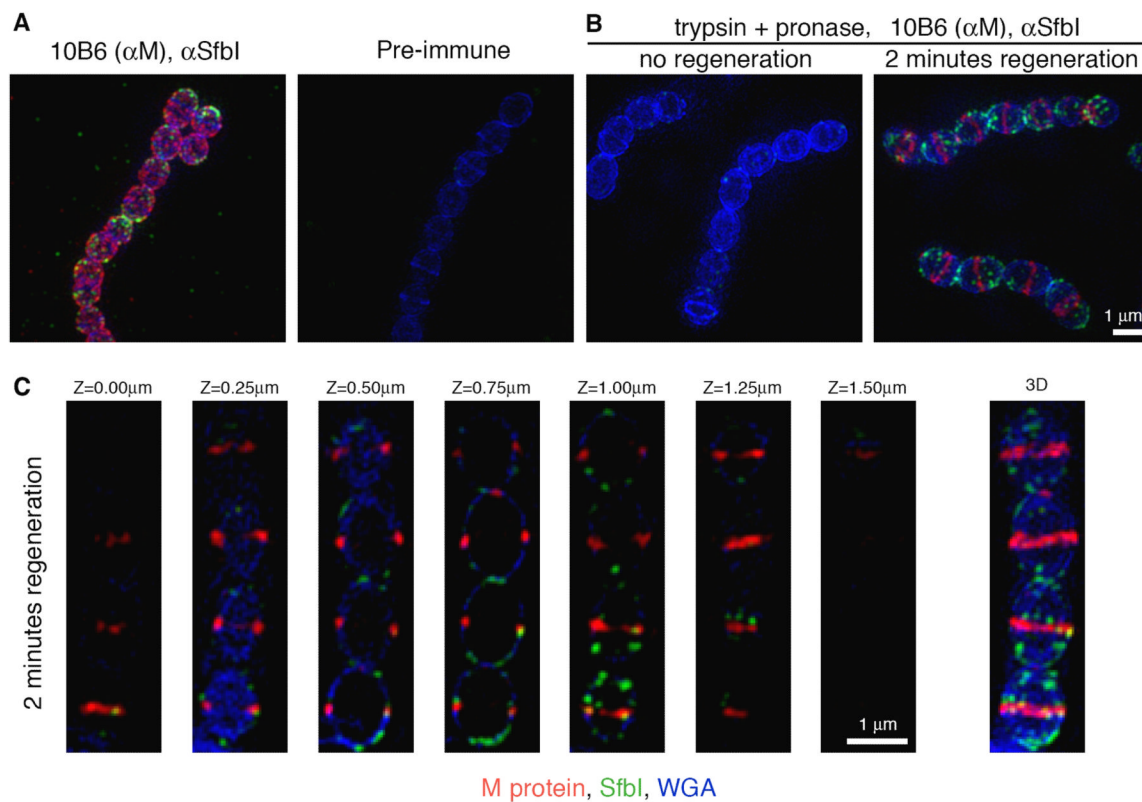 A
10B6 (αM), αSfbI
Pre-immune
B
trypsin + pronase, 10B6 (αM), αSfbI
no regeneration
2 minutes regeneration
1 μm
C
Z=0.00μm
Z=0.25μm
Z=0.50μm
Z=0.75μm
Z=1.00μm
Z=1.25μm
Z=1.50μm
3D
2 minutes regeneration
1 μm
M protein, SfbI, WGA